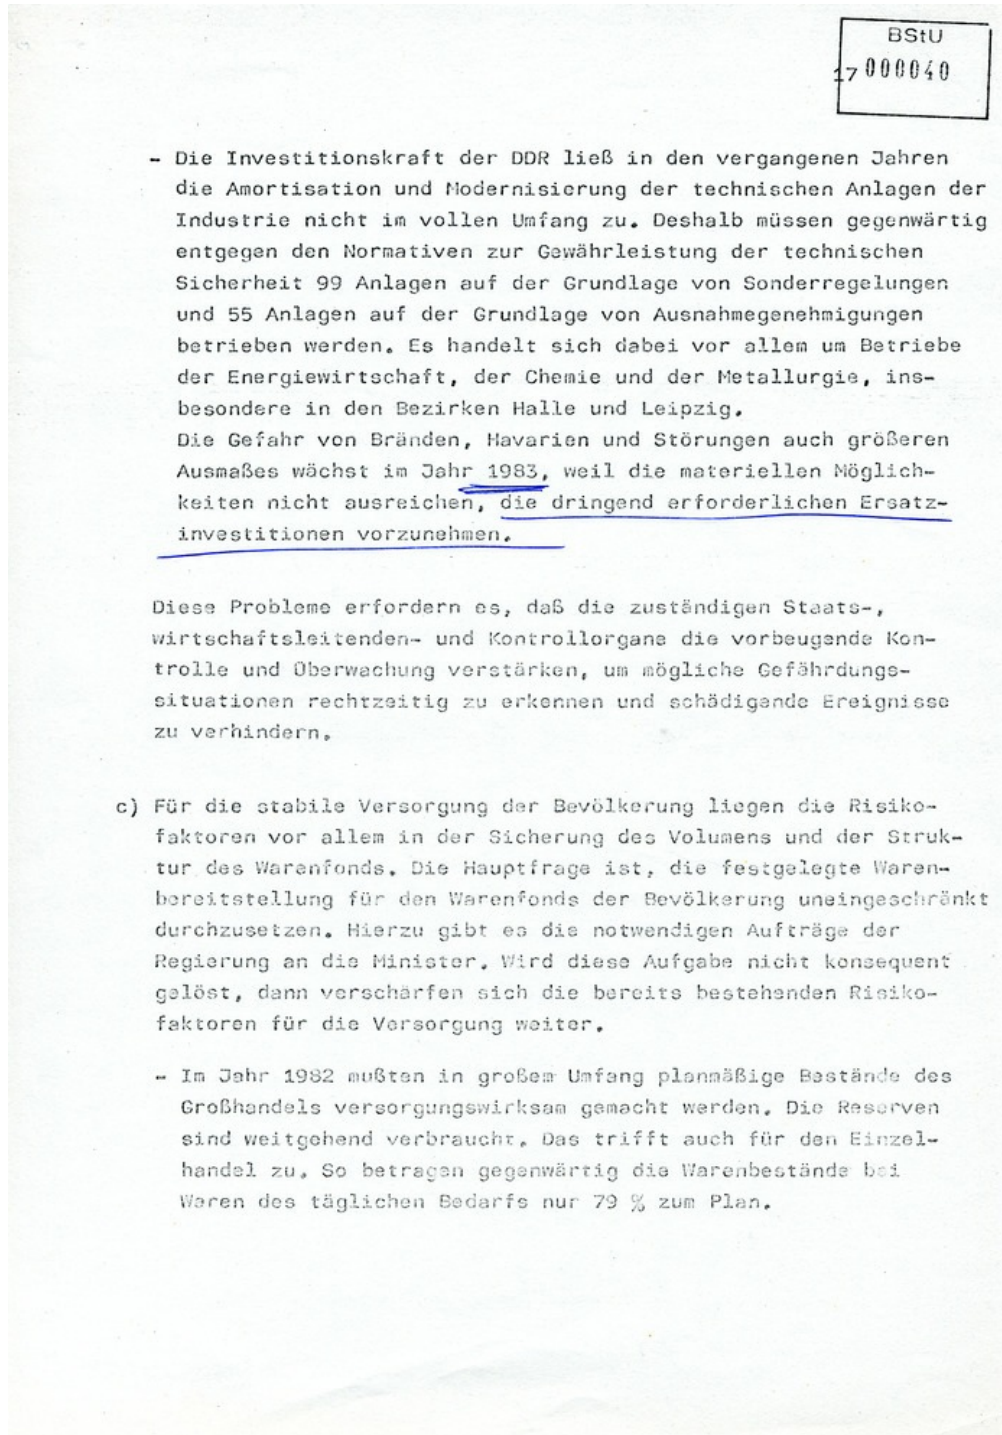 BStU
17 000040
- Die Investitionskraft der DDR ließ in den vergangenen Jahren
die Amortisation und Modernisierung der technischen Anlagen der
Industrie nicht im vollen Umfang zu. Deshalb müssen gegenwärtig
entgegen den Normativen zur Gewährleistung der technischen
Sicherheit 99 Anlagen auf der Grundlage von Sonderregelungen
und 55 Anlagen auf der Grundlage von Ausnahmegenehmigungen
betrieben werden. Es handelt sich dabei vor allem um Betriebe
der Energiewirtschaft, der Chemie und der Metallurgie, ins-
besondere in den Bezirken Halle und Leipzig.
Die Gefahr von Bränden, Havarien und Störungen auch größeren
Ausmaßes wächst im Jahr 1983, weil die materiellen Möglich-
keiten nicht ausreichen, die dringend erforderlichen Ersatz-
investitionen vorzunehmen.
Diese Probleme erfordern es, daß die zuständigen Staats-,
wirtschaftsleitenden- und Kontrollorgane die vorbeugende Kon-
trolle und Überwachung verstärken, um mögliche Gefährdungs-
situationen rechtzeitig zu erkennen und schädigende Ereignisse
zu verhindern.
c) Für die stabile Versorgung der Bevölkerung liegen die Risiko-
faktoren vor allem in der Sicherung des Volumens und der Struk-
tur des Warenfonds. Die Hauptfrage ist, die festgelegte Waren-
bereitstellung für den Warenfonds der Bevölkerung uneingeschränkt
durchzusetzen. Hierzu gibt es die notwendigen Aufträge der
Regierung an die Minister. Wird diese Aufgabe nicht konsequent
gelöst, dann verschärfen sich die bereits bestehenden Risiko-
faktoren für die Versorgung weiter.
- Im Jahr 1982 mußten in großem Umfang planmäßige Bestände des
Großhandels versorgungswirksam gemacht werden. Die Reserven
sind weitgehend verbraucht. Das trifft auch für den Einzel-
handel zu. So betragen gegenwärtig die Warenbestände bei
Waren des täglichen Bedarfs nur 79 % zum Plan.